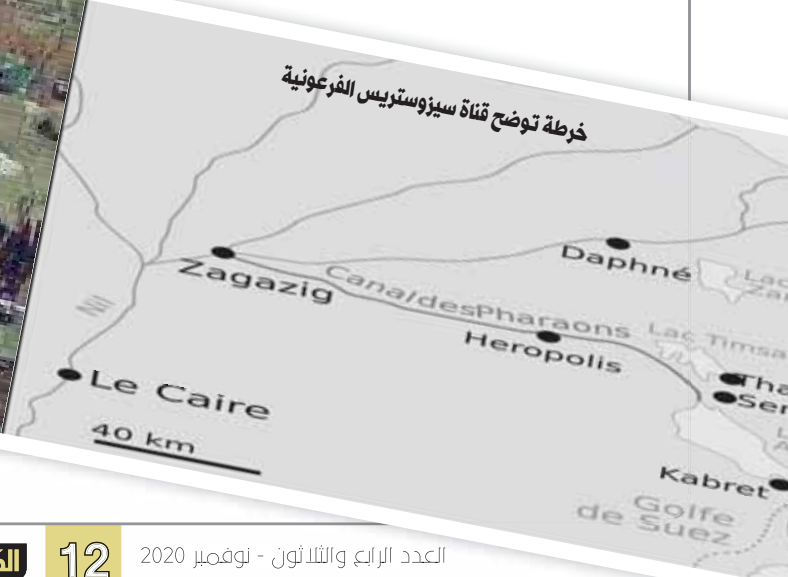 خرطة توضح قناة سيزوستريس الفرعونية
Daphné
Zagazig
Canal des Pharaons
Lac
Heropolis
Lac Timsa
Nil
Le Caire
40 km
Kabret
Golfe
de Suez
12
العدد الرابع والثلاثون - نوفمبر 2020